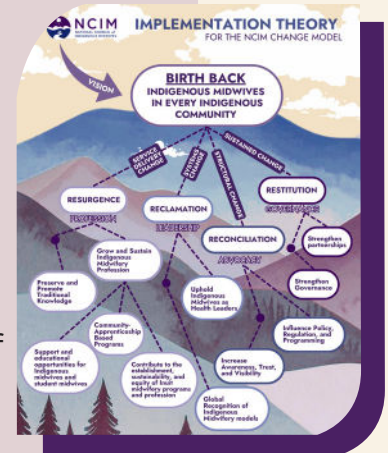 NCIM
NATIONAL COUNCIL OF
INDIGENOUS MIDWIVES
IMPLEMENTATION THEORY
FOR THE NCIM CHANGE MODEL
VISION
BIRTH BACK
INDIGENOUS MIDWIVES
IN EVERY INDIGENOUS
COMMUNITY
SERVICE
DELIVERY
CHANGE
SYSTEMS
CHANGE
STRUCTURAL CHANGE
SUSTAINED CHANGE
RESURGENCE
PROFESSION
RECLAMATION
LEADERSHIP
RECONCILIATION
ADVOCACY
RESTITUTION
GOVERNANCE
Grow and Sustain
Indigenous
Midwifery
Profession
Preserve and
Promote
Traditional
Knowledge
Community-
Apprenticeship
Based
Programs
Support and
educational
opportunities for
Indigenous
midwives and
student midwives
Contribute to the
establishment,
sustainability, and
equity of Inuit
midwifery programs
and profession
Uphold
Indigenous
Midwives as
Health Leaders
Global
Recognition of
Indigenous
Midwifery models
Increase
Awareness, Trust,
and Visibility
Influence Policy,
Regulation, and
Programming
Strengthen
partnerships
Strengthen
Governance
f